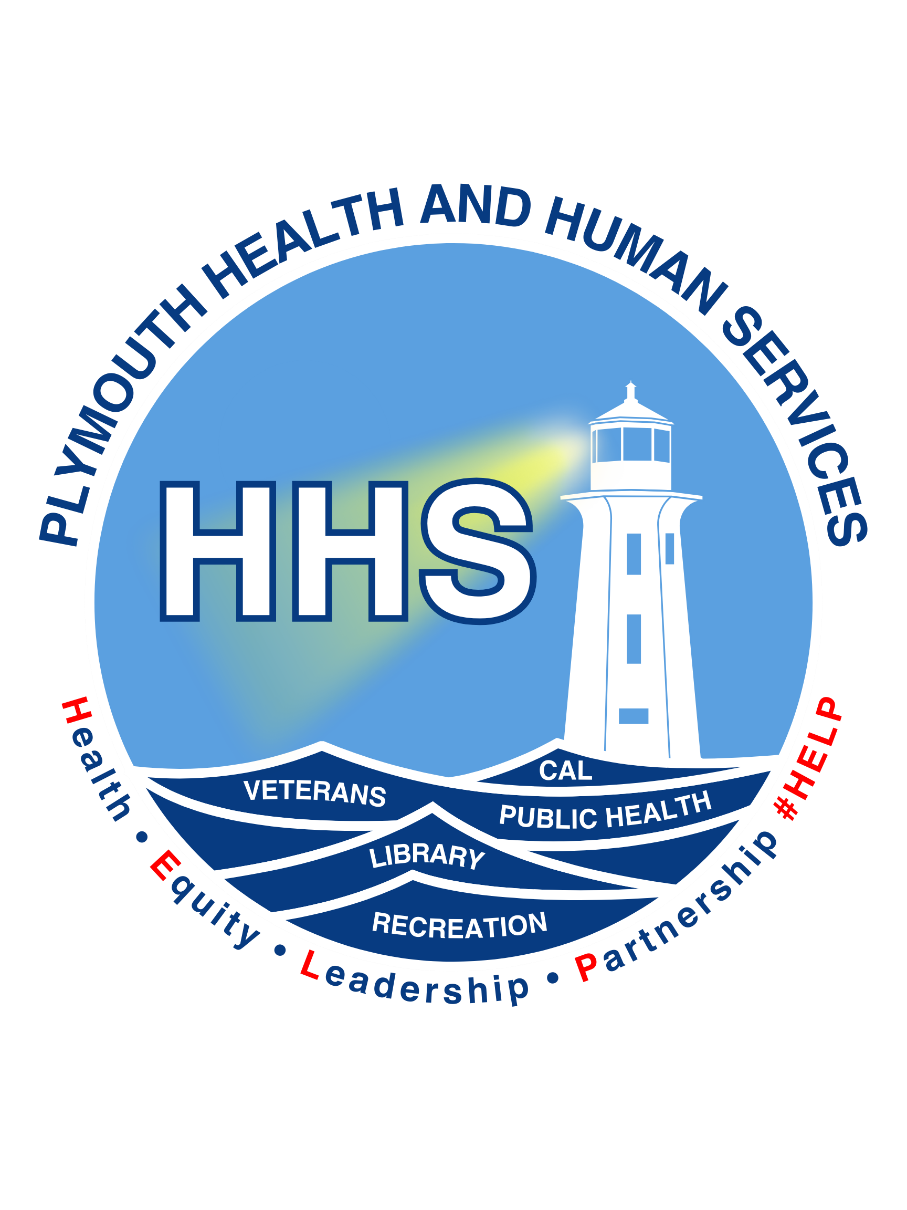 PLYMOUTH HEALTH AND HUMAN SERVICES
HHS
CAL
VETERANS
PUBLIC HEALTH
LIBRARY
RECREATION
Health • Equity • Leadership • Partnership #HELP